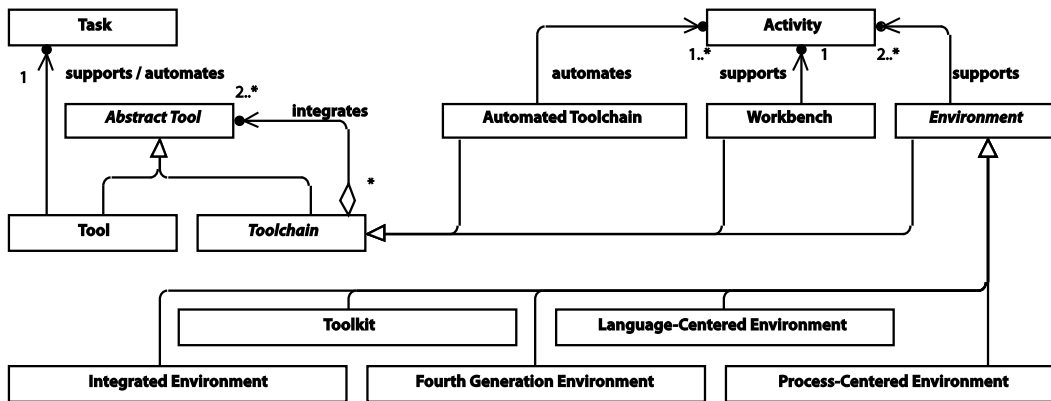 Task
Activity
1
supports / automates
1..*
automates
supports
1
2..*
supports
Abstract Tool
2..*
integrates
Automated Toolchain
Workbench
Environment
*
Tool
Toolchain
Toolkit
Language-Centered Environment
Integrated Environment
Fourth Generation Environment
Process-Centered Environment